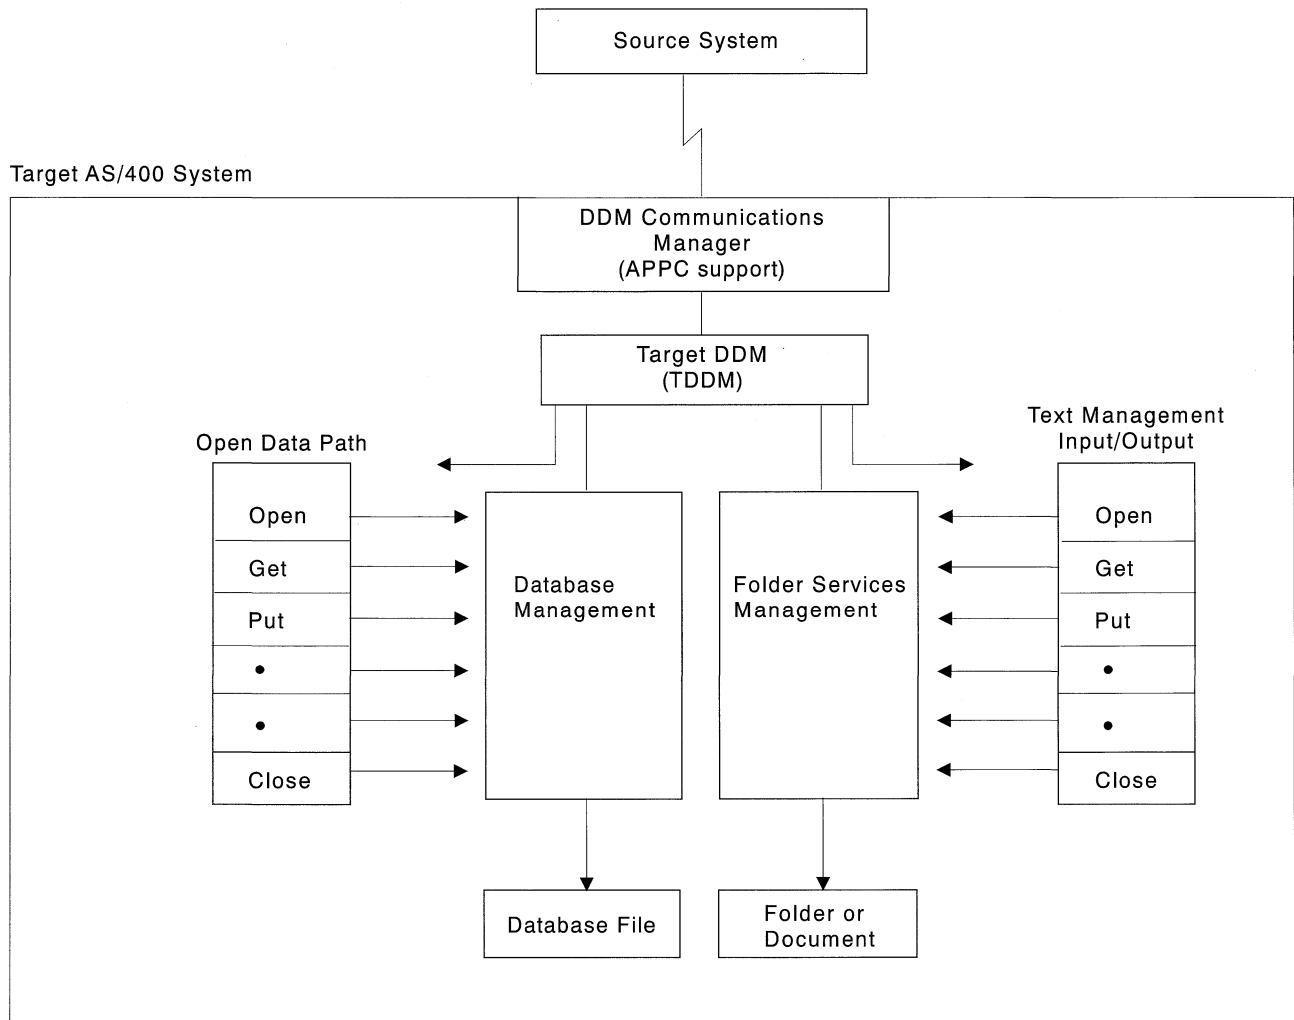 Source System
Target AS/400 System
DDM Communications
Manager
(APPC support)
Target DDM
(TDDM)
Open Data Path
Open
Get
Put
•
•
Close
Database
Management
Folder Services
Management
Text Management
Input/Output
Open
Get
Put
•
•
Close
Database File
Folder or
Document